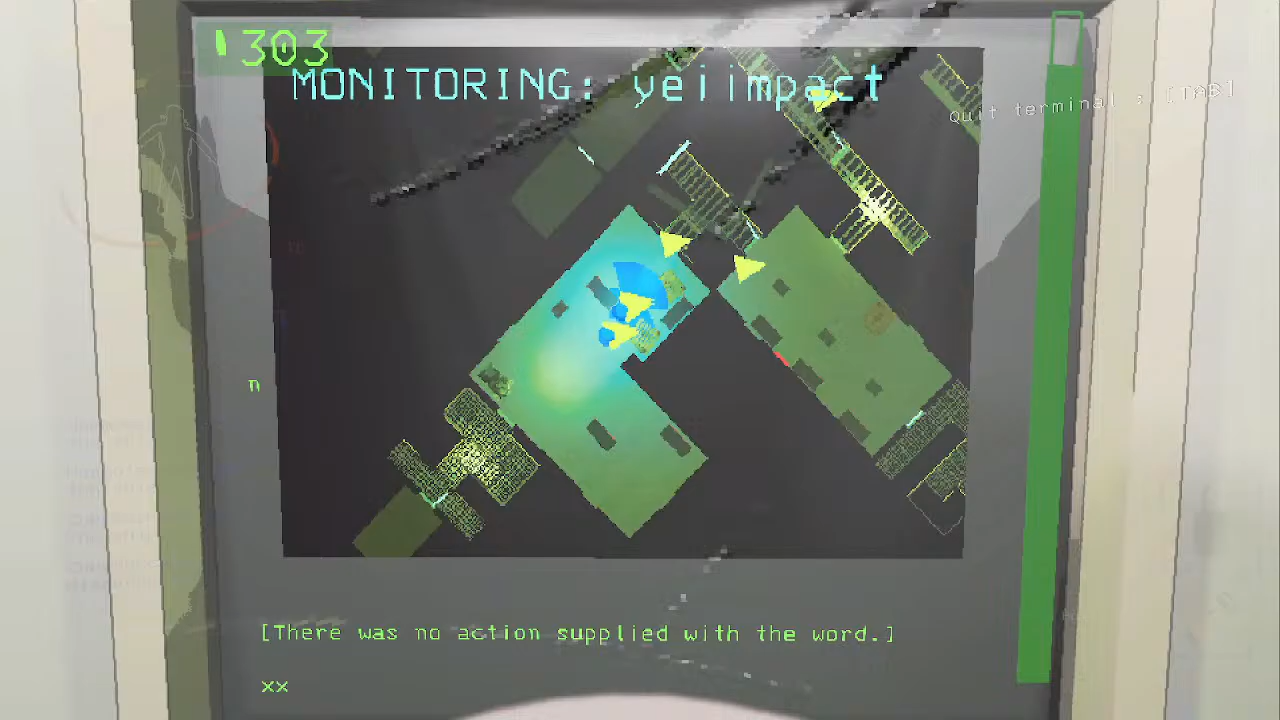 303
MONITORING: yeiimpact
Quit terminal : [TAB]
n
[There was no action supplied with the word.]
xx